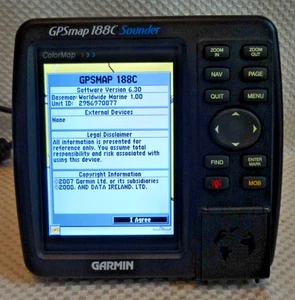 GPSmap 188C Sounder
ColorMap
GPSMAP 188C
Software Version 6.30
Basemap:Worldwide Marine 1.00
Unit ID: 2956970077
External Devices
None
Legal Disclaimer
All information is presented for
reference only. You assume total
responsibility and risk associated with
using this device.
Copyright Information
©2007 Garmin Ltd. or its subsidiaries
©2000, AND DATA IRELAND, LTD.
I Agree
GARMIN
ZOOM IN
ZOOM OUT
NAV
PAGE
QUIT
MENU
FIND
ENTER MARK
MOB